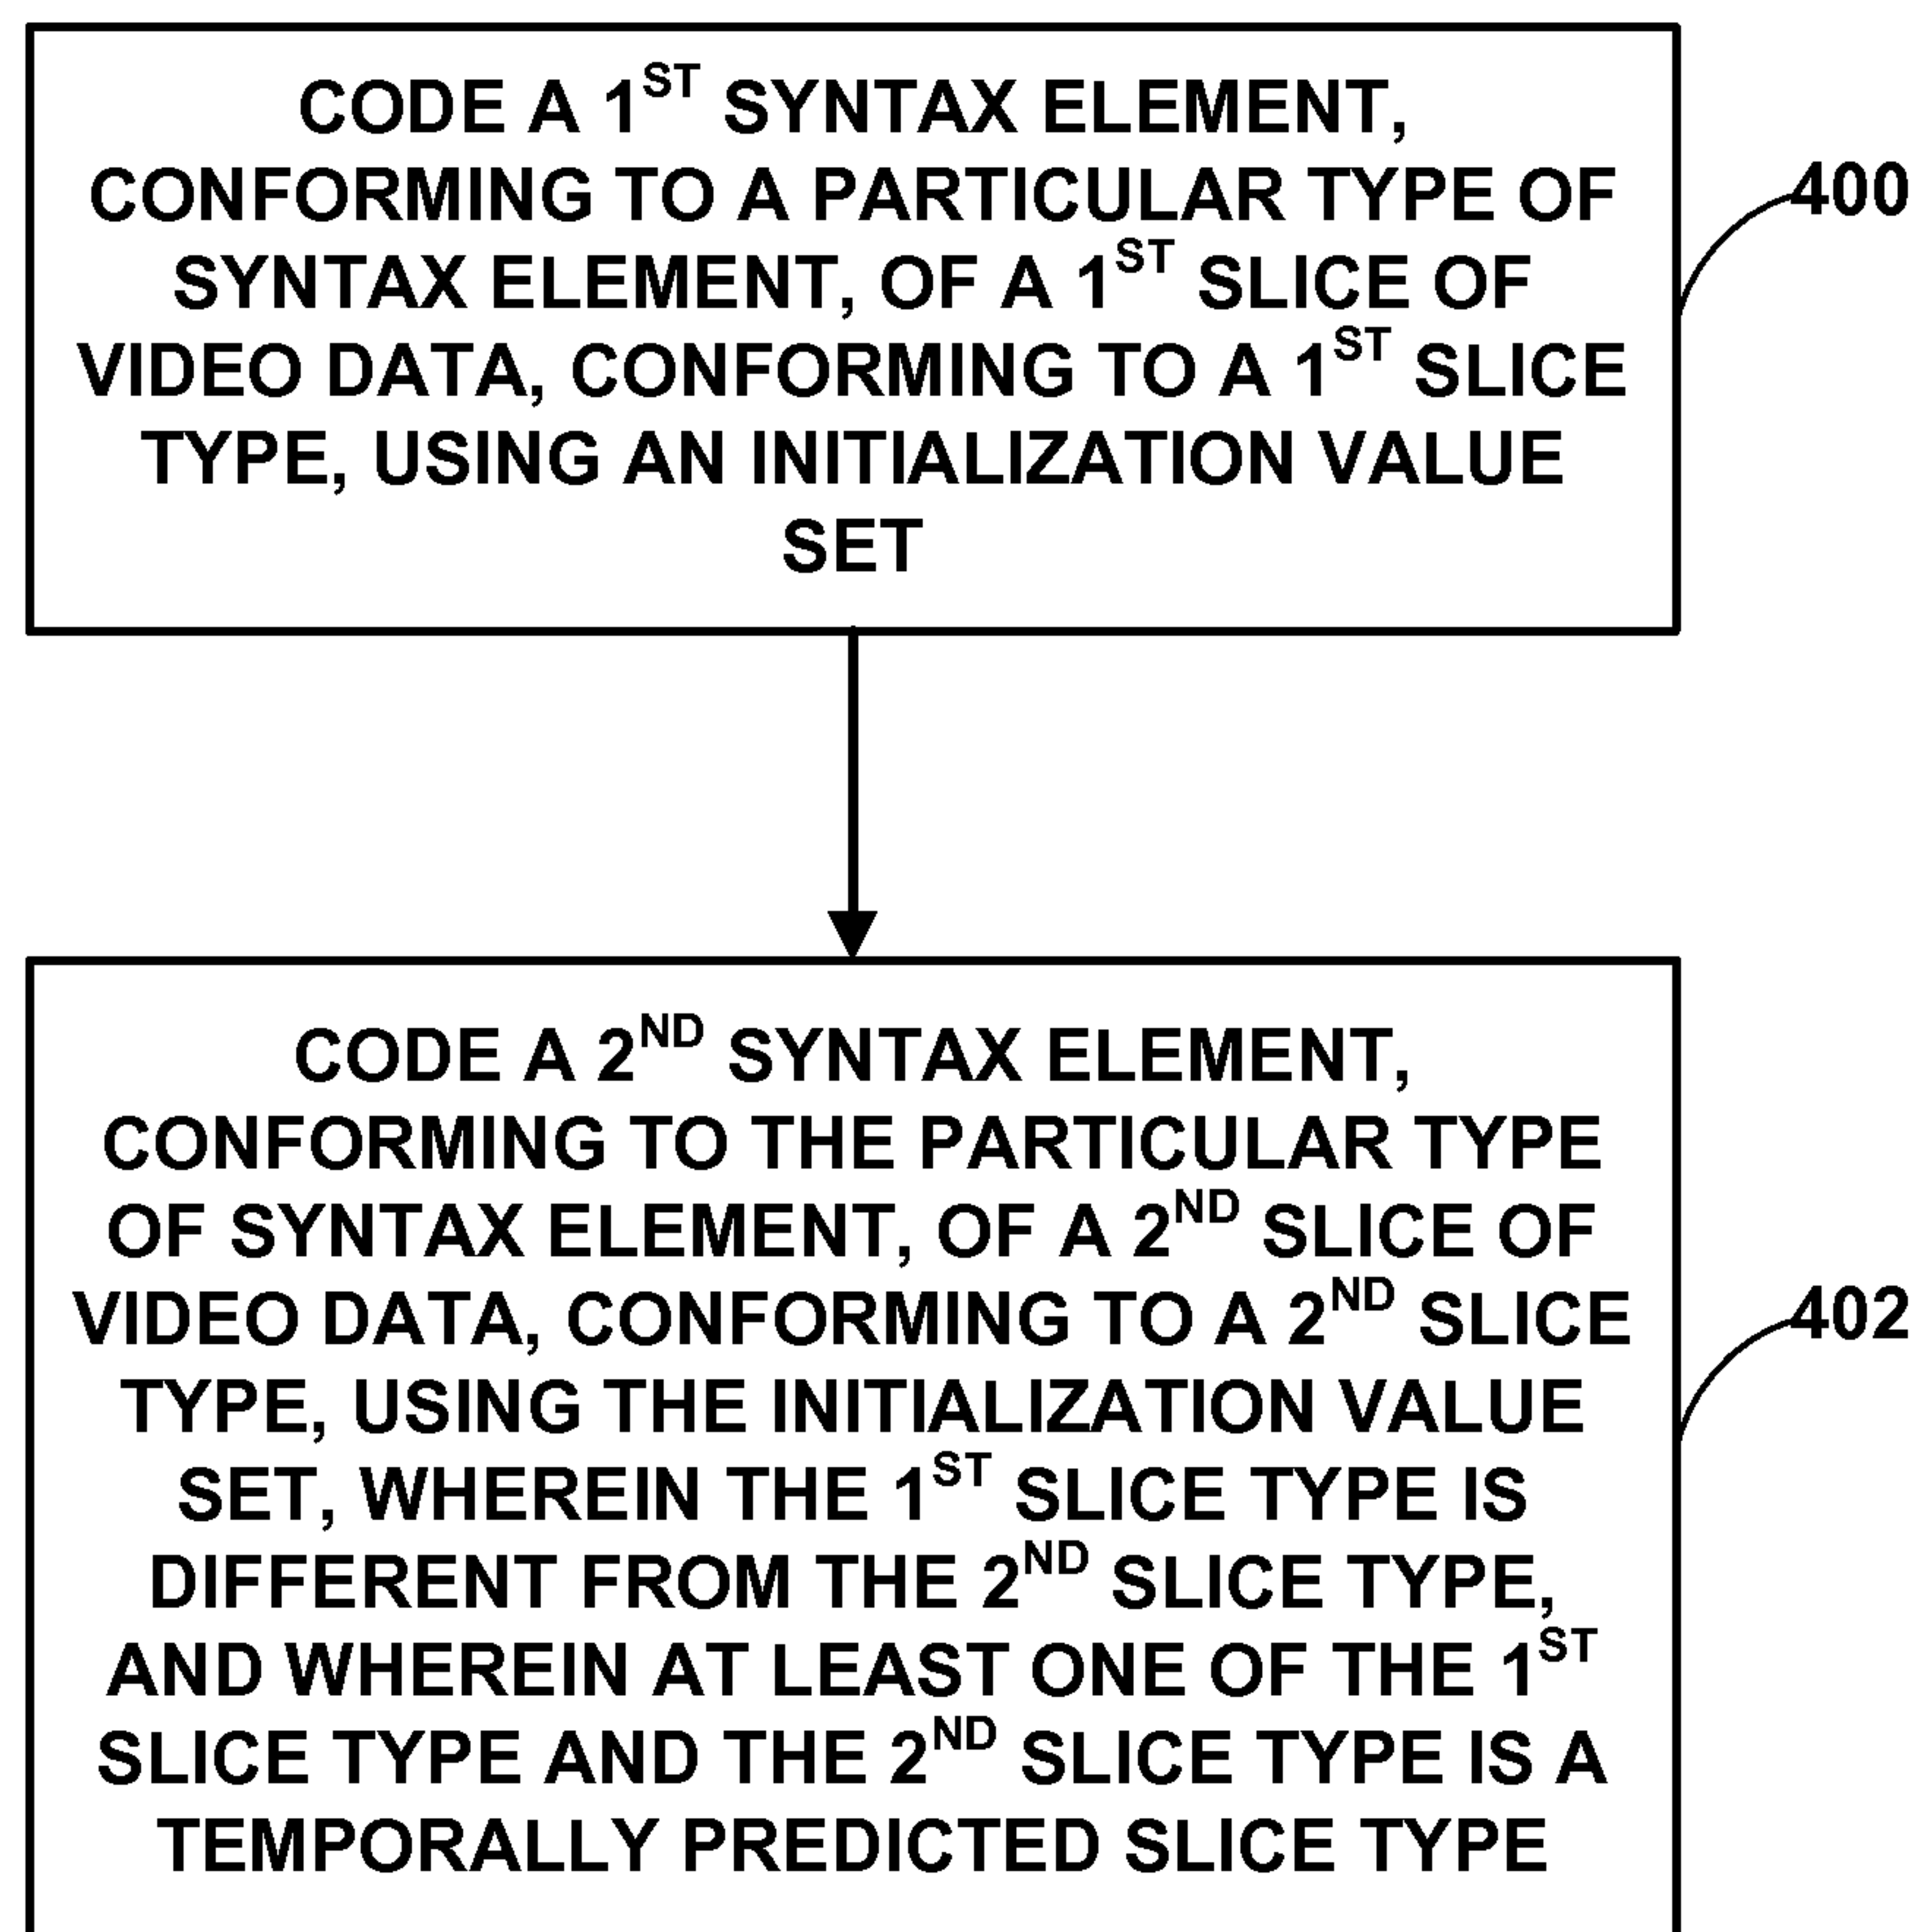 CODE A 1ST SYNTAX ELEMENT,
CONFORMING TO A PARTICULAR TYPE OF
SYNTAX ELEMENT, OF A 1ST SLICE OF
VIDEO DATA, CONFORMING TO A 1ST SLICE
TYPE, USING AN INITIALIZATION VALUE
SET
400
CODE A 2ND SYNTAX ELEMENT,
CONFORMING TO THE PARTICULAR TYPE
OF SYNTAX ELEMENT, OF A 2ND SLICE OF
VIDEO DATA, CONFORMING TO A 2ND SLICE
TYPE, USING THE INITIALIZATION VALUE
SET, WHEREIN THE 1ST SLICE TYPE IS
DIFFERENT FROM THE 2ND SLICE TYPE,
AND WHEREIN AT LEAST ONE OF THE 1ST
SLICE TYPE AND THE 2ND SLICE TYPE IS A
TEMPORALLY PREDICTED SLICE TYPE
402